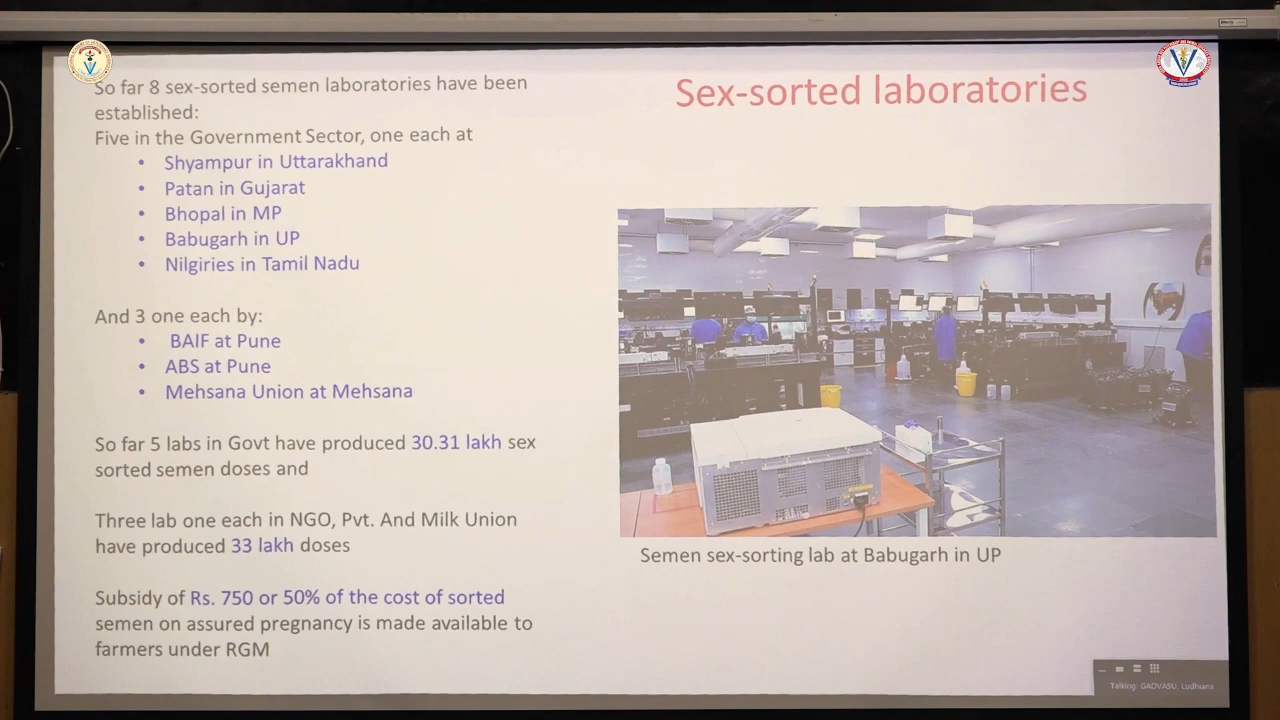 So far 8 sex-sorted semen laboratories have been
established:
Five in the Government Sector, one each at
• Shyampur in Uttarakhand
• Patan in Gujarat
• Bhopal in MP
• Babugarh in UP
• Nilgiries in Tamil Nadu
And 3 one each by:
• BAIF at Pune
• ABS at Pune
• Mehsana Union at Mehsana
So far 5 labs in Govt have produced 30.31 lakh sex
sorted semen doses and
Three lab one each in NGO, Pvt. And Milk Union
have produced 33 lakh doses
Subsidy of Rs. 750 or 50% of the cost of sorted
semen on assured pregnancy is made available to
farmers under RGM
Sex-sorted laboratories
Semen sex-sorting lab at Babugarh in UP
Talking: GADVASU, Ludhiana